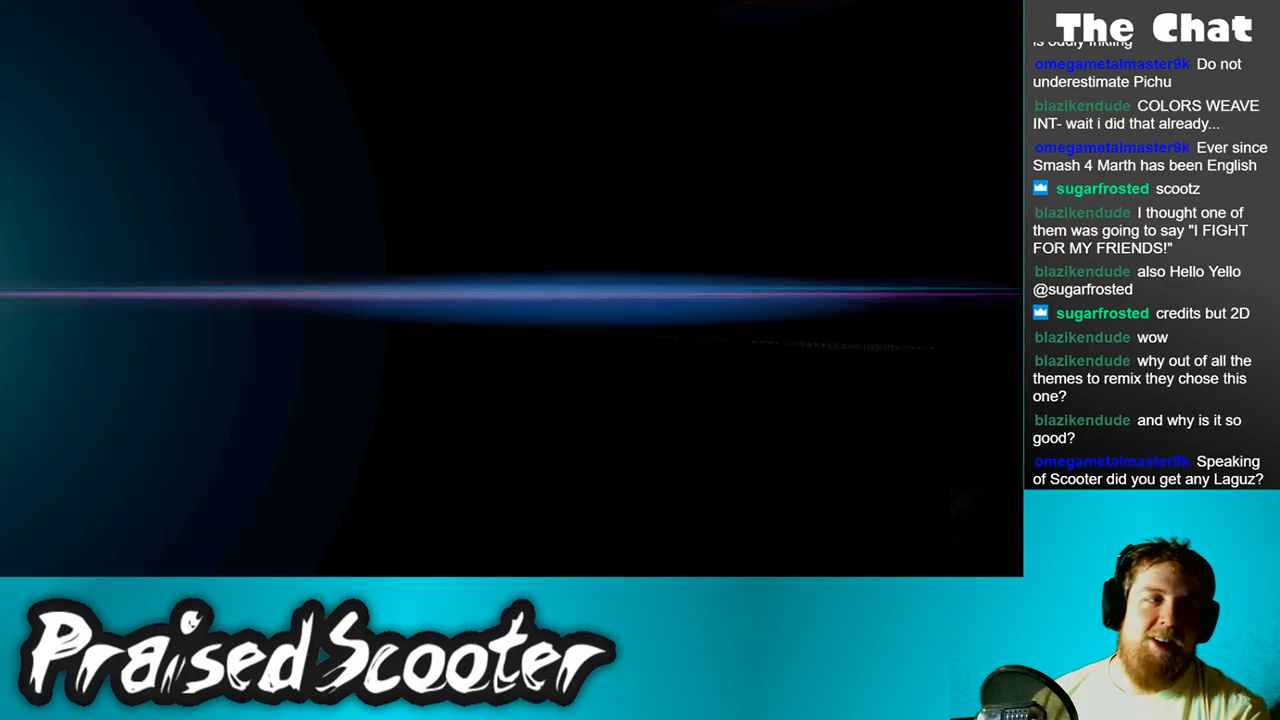 The Chat
is oddly Inkling
omegametalmaster9k Do not
underestimate Pichu
blazikendude COLORS WEAVE
INT- wait i did that already...
omegametalmaster9k Ever since
Smash 4 Marth has been English
sugarfrosted scootz
blazikendude I thought one of
them was going to say "I FIGHT
FOR MY FRIENDS!"
blazikendude also Hello Yello
@sugarfrosted
sugarfrosted credits but 2D
blazikendude wow
blazikendude why out of all the
themes to remix they chose this
one?
blazikendude and why is it so
good?
omegametalmaster9k Speaking
of Scooter did you get any Laguz?
PraisedScooter